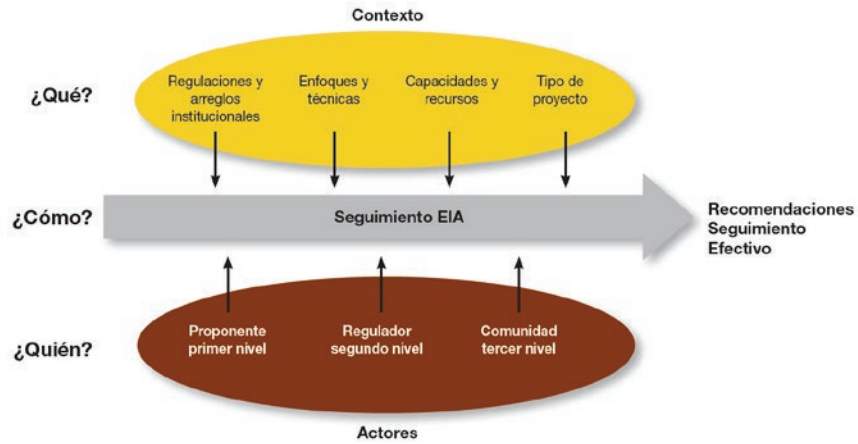 Contexto
¿Qué?
Regulaciones y
arreglos
institucionales
Enfoques y
técnicas
Capacidades y
recursos
Tipo de
proyecto
¿Cómo?
Seguimiento EIA
Recomendaciones
Seguimiento
Efectivo
¿Quién?
Proponente
primer nivel
Regulador
segundo nivel
Comunidad
tercer nivel
Actores